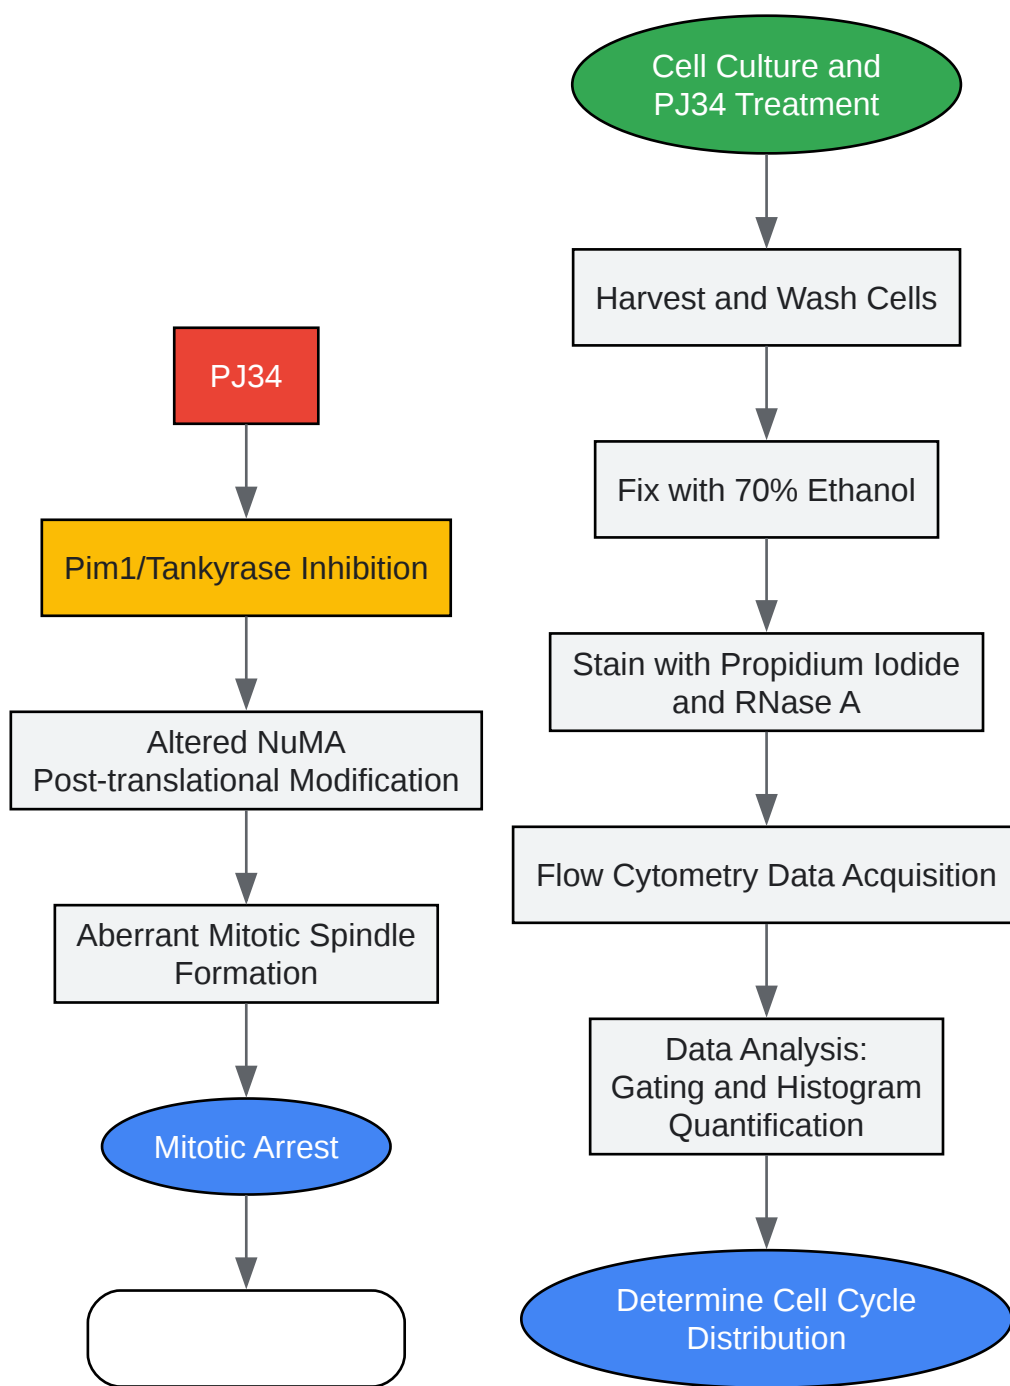 PJ34
Pim1/Tankyrase Inhibition
Altered NuMA
Post-translational Modification
Aberrant Mitotic Spindle
Formation
Mitotic Arrest
Cell Culture and
PJ34 Treatment
Harvest and Wash Cells
Fix with 70% Ethanol
Stain with Propidium Iodide
and RNase A
Flow Cytometry Data Acquisition
Data Analysis:
Gating and Histogram
Quantification
Determine Cell Cycle
Distribution